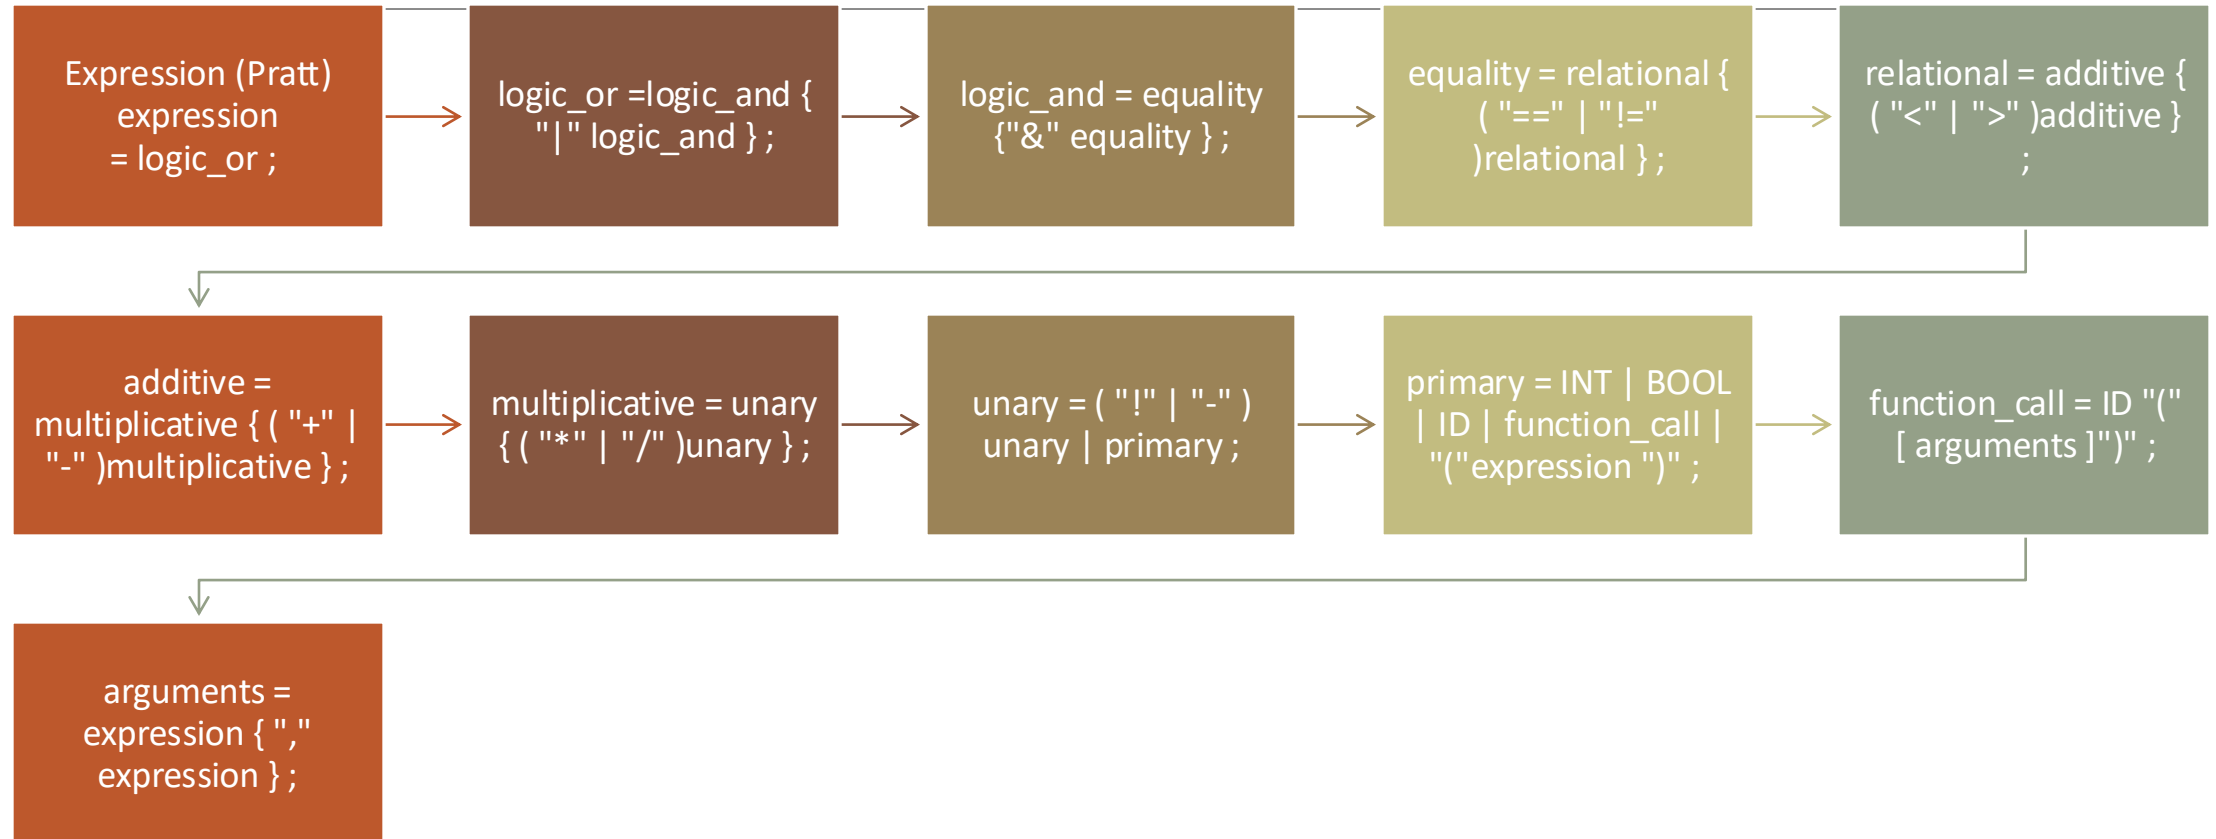 Expression (Pratt)
expression
= logic_or ;
logic_or =logic_and {
"|" logic_and } ;
logic_and = equality
{"&" equality } ;
equality = relational {
( "==" | "!="
)relational } ;
relational = additive {
( "<" | ">" )additive }
;
additive =
multiplicative { ( "+" |
"-" )multiplicative } ;
multiplicative = unary
{ ( "*" | "/" )unary } ;
unary = ( "!" | "-" )
unary | primary ;
primary = INT | BOOL
| ID | function_call |
"("expression ")" ;
function_call = ID "("
[ arguments ]")" ;
arguments =
expression { ","
expression } ;